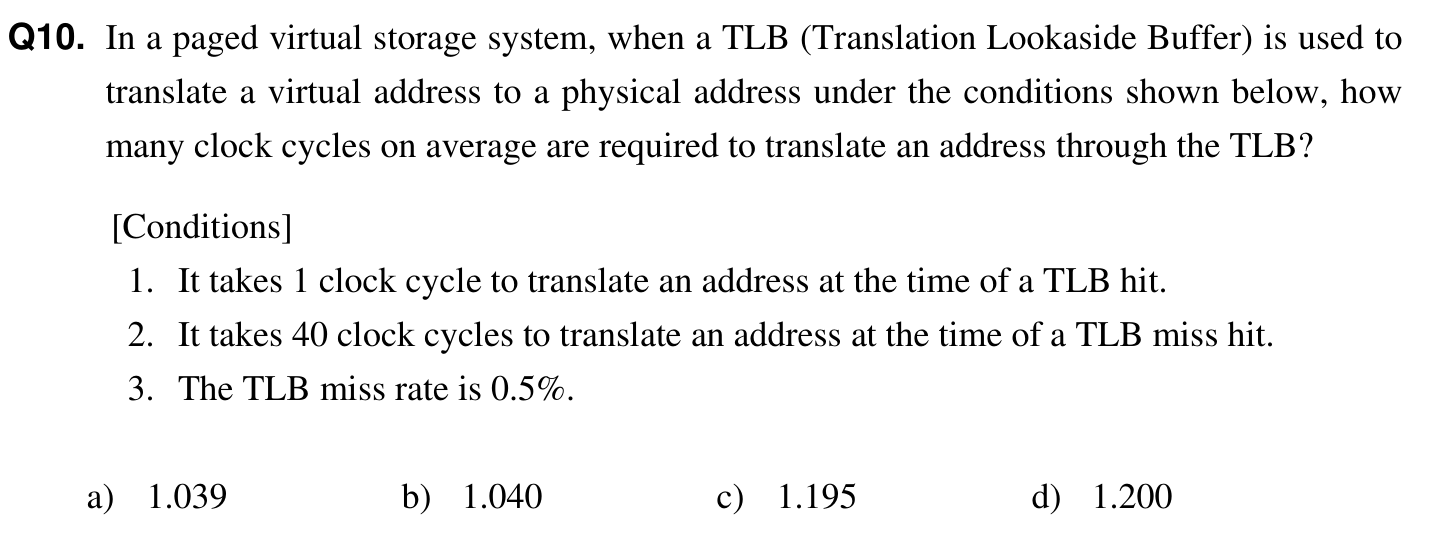 Q10. In a paged virtual storage system, when a TLB (Translation Lookaside Buffer) is used to
translate a virtual address to a physical address under the conditions shown below, how
many clock cycles on average are required to translate an address through the TLB?
[Conditions]
1. It takes 1 clock cycle to translate an address at the time of a TLB hit.
2. It takes 40 clock cycles to translate an address at the time of a TLB miss hit.
3. The TLB miss rate is 0.5%.
a) 1.039 b) 1.040 c) 1.195 d) 1.200